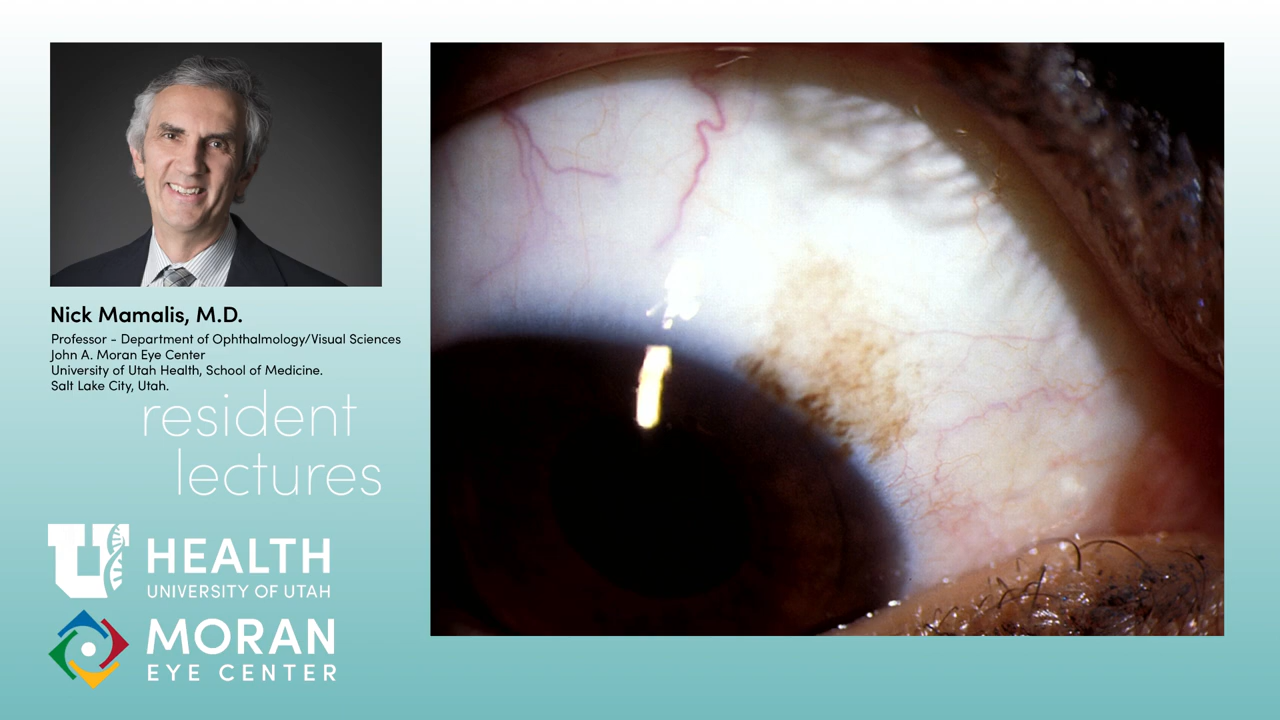 Nick Mamalis, M.D.
Professor - Department of Ophthalmology/Visual Sciences
John A. Moran Eye Center
University of Utah Health, School of Medicine.
Salt Lake City, Utah.
resident
lectures
U HEALTH
UNIVERSITY OF UTAH
MORAN
EYE CENTER